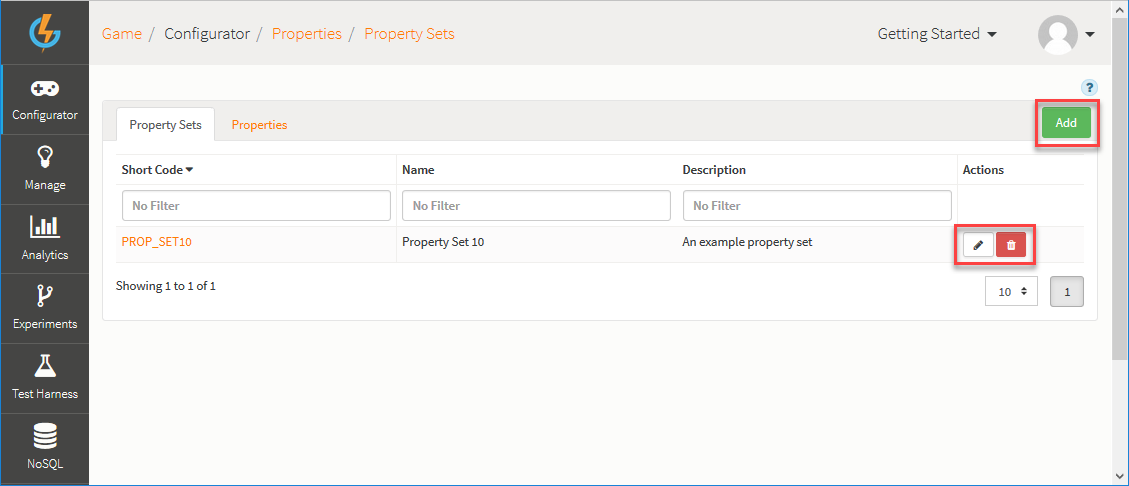 Game / Configurator / Properties / Property Sets
Getting Started
Configurator
Manage
Analytics
Experiments
Test Harness
NoSQL
?
Property Sets Properties
Add
Short Code Name Description Actions
No Filter No Filter No Filter
PROP_SET10 Property Set 10 An example property set
Showing 1 to 1 of 1
10 1